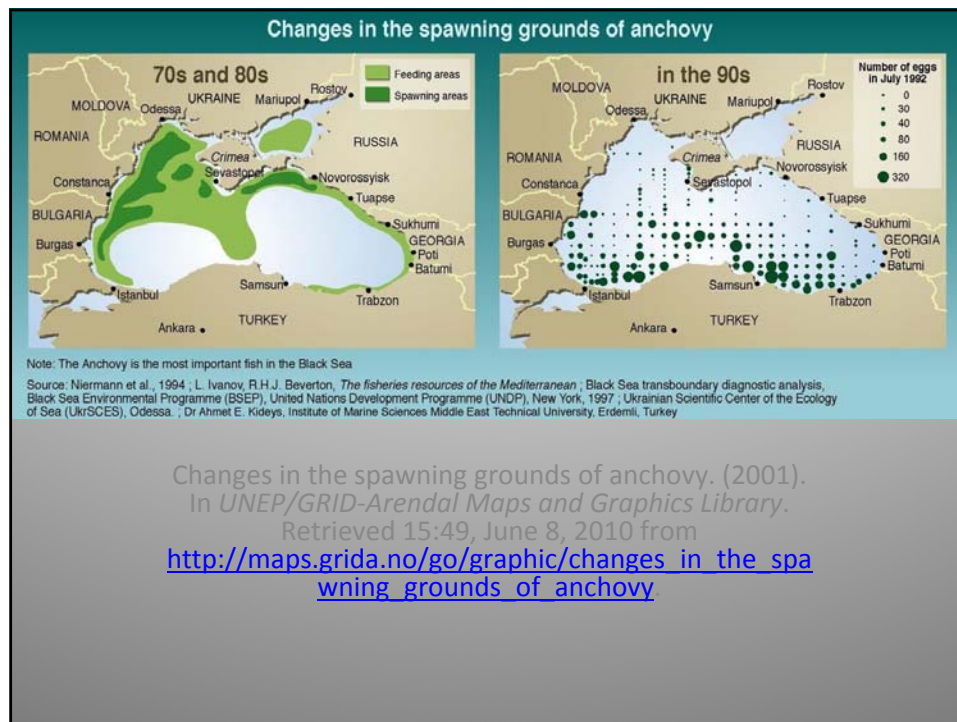 Changes in the spawning grounds of anchovy
70s and 80s
Feeding areas
Spawning areas
MOLDOVA
UKRAINE
Odessa
Mariupol
Rostov
ROMANIA
RUSSIA
Crimea
Sevastopol
Novorossyisk
Constanca
Tuapse
BULGARIA
Sukhumi
Burgas
GEORGIA
Poti
Batumi
Istanbul
Samsun
Trabzon
Ankara
TURKEY
in the 90s
Number of eggs
in July 1992
0
30
40
80
160
320
MOLDOVA
UKRAINE
Odessa
Mariupol
Rostov
ROMANIA
RUSSIA
Crimea
Sevastopol
Novorossyisk
Constanca
Tuapse
BULGARIA
Sukhumi
Burgas
GEORGIA
Poti
Batumi
Istanbul
Samsun
Trabzon
Ankara
TURKEY
Note: The Anchovy is the most important fish in the Black Sea
Source: Niermann et al., 1994 ; L. Ivanov, R.H.J. Beverton, The fisheries resources of the Mediterranean ; Black Sea transboundary diagnostic analysis,
Black Sea Environmental Programme (BSEP), United Nations Development Programme (UNDP), New York, 1997 ; Ukrainian Scientific Center of the Ecology
of Sea (UkrSCES), Odessa. ; Dr Ahmet E. Kideys, Institute of Marine Sciences Middle East Technical University, Erdemli, Turkey
Changes in the spawning grounds of anchovy. (2001).
In UNEP/GRID-Arendal Maps and Graphics Library.
Retrieved 15:49, June 8, 2010 from
http://maps.grida.no/go/graphic/changes_in_the_spa
wning_grounds_of_anchovy.